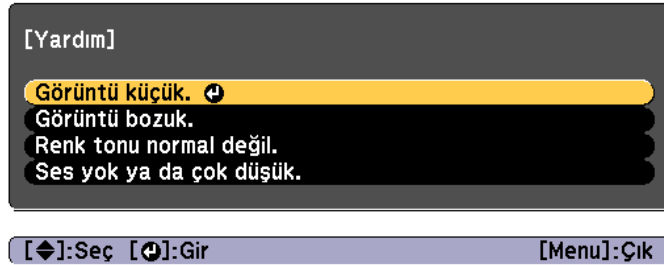 [Yardım]
Görüntü küçük.
Görüntü bozuk.
Renk tonu normal değil.
Ses yok ya da çok düşük.
[◆]:Seç [↵]:Gir [Menu]:Çık